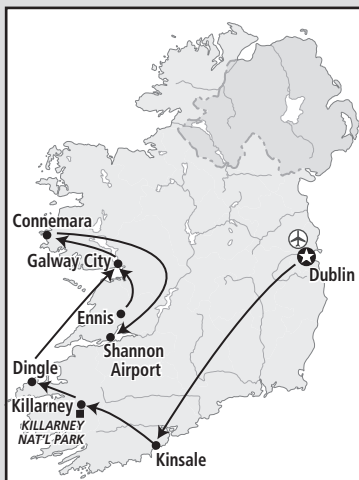 Connemara
Galway City
Dublin
Ennis
Shannon
Airport
Dingle
Killarney
KILLARNEY
NAT'L PARK
Kinsale